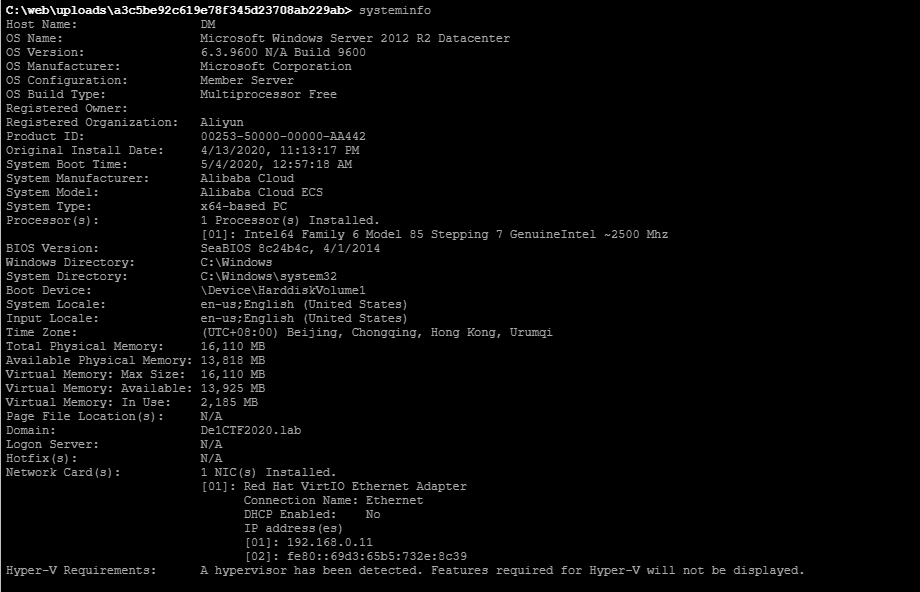 C:\web\uploads\a3c5be92c619e78f345d23708ab229ab> systeminfo
Host Name: DM
OS Name: Microsoft Windows Server 2012 R2 Datacenter
OS Version: 6.3.9600 N/A Build 9600
OS Manufacturer: Microsoft Corporation
OS Configuration: Member Server
OS Build Type: Multiprocessor Free
Registered Owner:
Registered Organization: Aliyun
Product ID: 00253-50000-00000-AA442
Original Install Date: 4/13/2020, 11:13:17 PM
System Boot Time: 5/4/2020, 12:57:18 AM
System Manufacturer: Alibaba Cloud
System Model: Alibaba Cloud ECS
System Type: x64-based PC
Processor(s): 1 Processor(s) Installed.
[01]: Intel64 Family 6 Model 85 Stepping 7 GenuineIntel ~2500 Mhz
BIOS Version: SeaBIOS 8c24b4c, 4/1/2014
Windows Directory: C:\Windows
System Directory: C:\Windows\system32
Boot Device: \Device\HarddiskVolume1
System Locale: en-us;English (United States)
Input Locale: en-us;English (United States)
Time Zone: (UTC+08:00) Beijing, Chongqing, Hong Kong, Urumqi
Total Physical Memory: 16,110 MB
Available Physical Memory: 13,818 MB
Virtual Memory: Max Size: 16,110 MB
Virtual Memory: Available: 13,925 MB
Virtual Memory: In Use: 2,185 MB
Page File Location(s): N/A
Domain: De1CTF2020.lab
Logon Server: N/A
Hotfix(s): N/A
Network Card(s): 1 NIC(s) Installed.
[01]: Red Hat VirtIO Ethernet Adapter
Connection Name: Ethernet
DHCP Enabled: No
IP address(es)
[01]: 192.168.0.11
[02]: fe80::69d3:65b5:732e:8c39
Hyper-V Requirements: A hypervisor has been detected. Features required for Hyper-V will not be displayed.